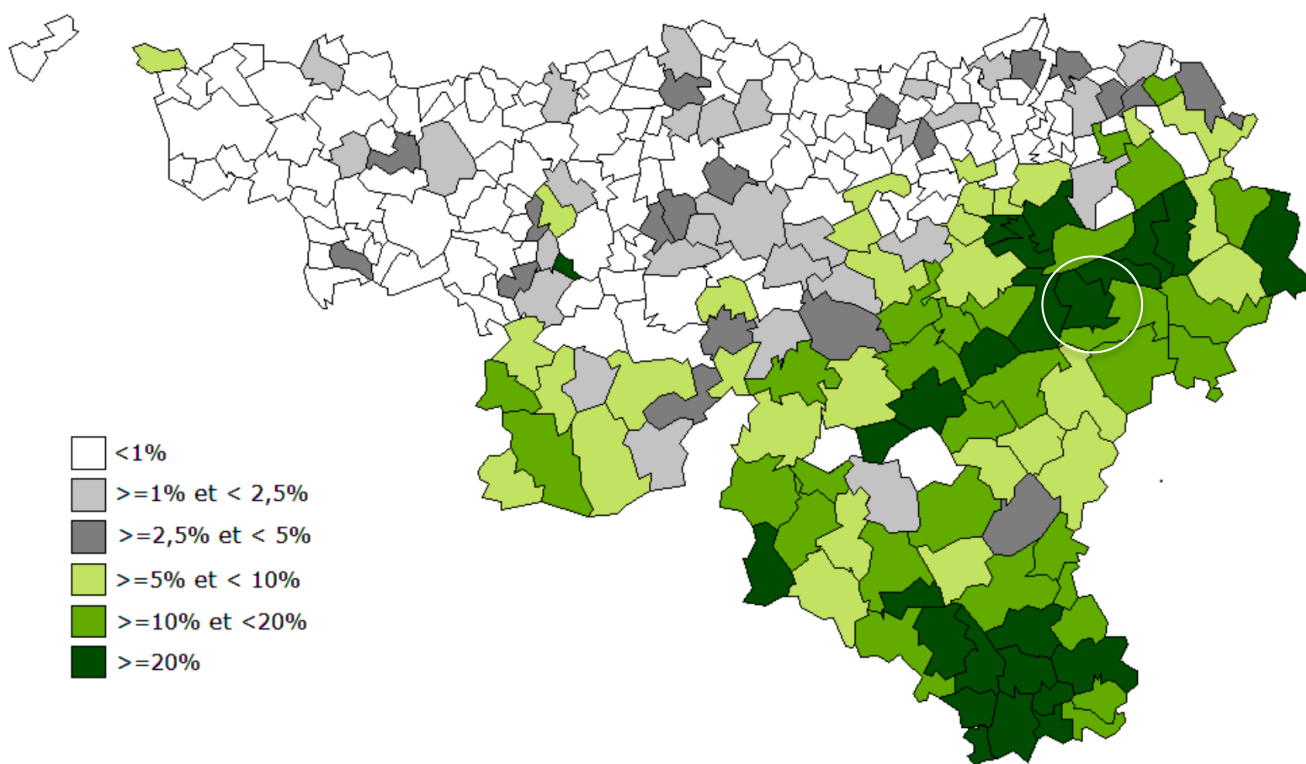 <1%
>=1% et < 2,5%
>=2,5% et < 5%
>=5% et < 10%
>=10% et <20%
>=20%